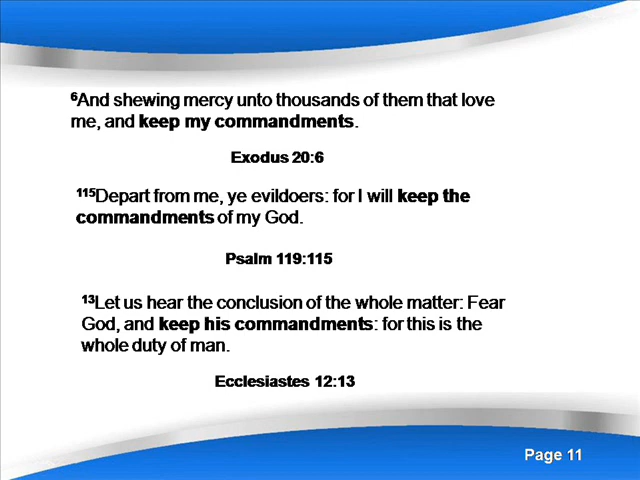 ⁶And shewing mercy unto thousands of them that love
me, and keep my commandments.
Exodus 20:6
¹¹⁵Depart from me, ye evildoers: for I will keep the
commandments of my God.
Psalm 119:115
¹³Let us hear the conclusion of the whole matter: Fear
God, and keep his commandments: for this is the
whole duty of man.
Ecclesiastes 12:13
Page 11